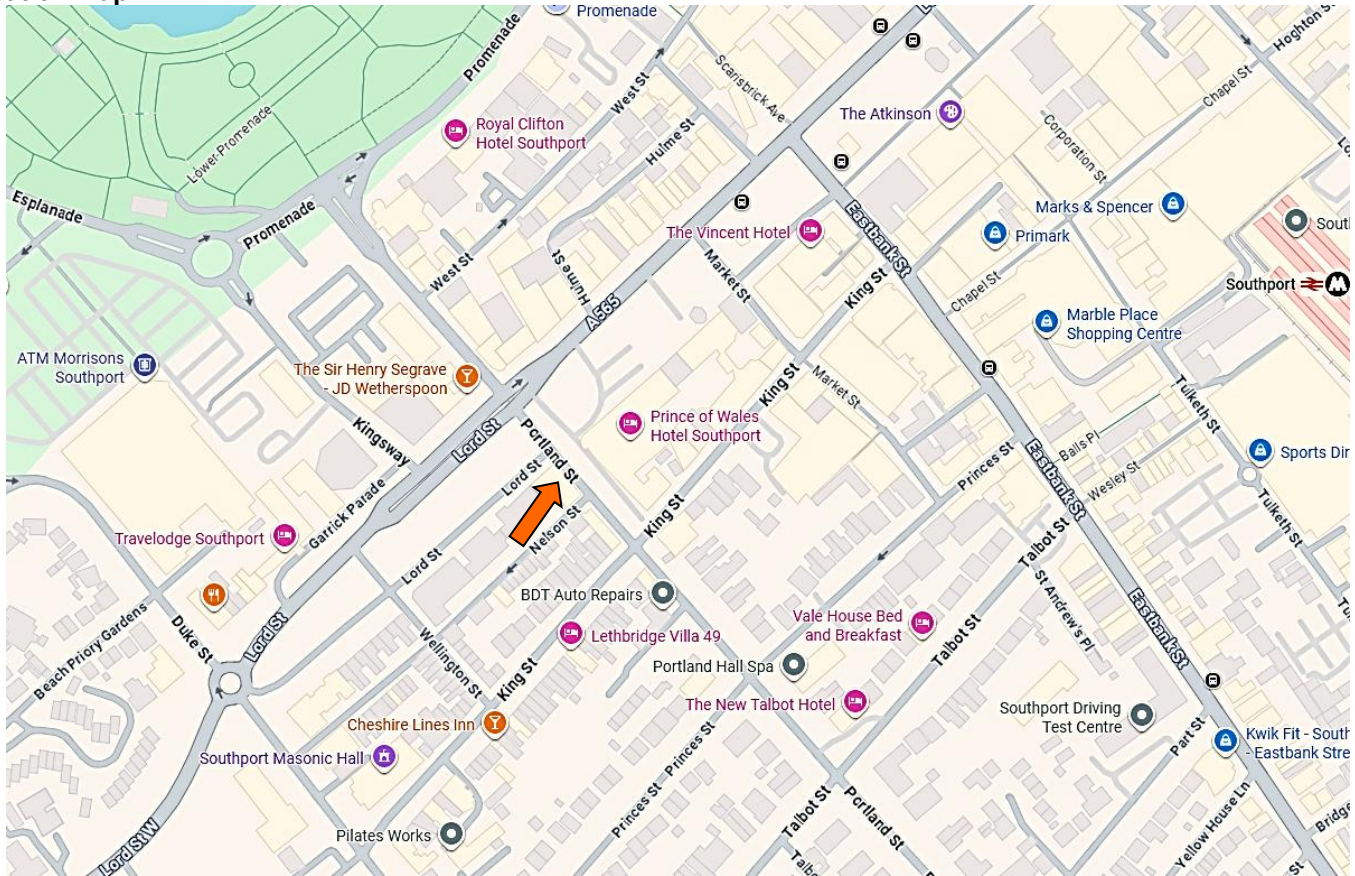 Promenade
Promenade
Hoghton St
Scarisbrick Ave
West St
Chapel St
The Atkinson
Royal Clifton
Hotel Southport
Hulme St
Corporation St
Lower-Promenade
Esplanade
Promenade
Marks & Spencer
Eastbank St
The Vincent Hotel
Primark
West St
Hulme St
Market St
King St
Chapel St
Southport
A565
Marble Place
Shopping Centre
ATM Morrisons
Southport
The Sir Henry Segrave
- JD Wetherspoon
King St
Market St
Tulketh St
Prince of Wales
Hotel Southport
Kingsway
Lord St
Portland St
Lord St
Princes St
Eastbank St
Balls Pl
Sports Dir
Wesley St
Garrick Parade
Travelodge Southport
King St
Nelson St
Tulketh St
Talbot St
Lord St
BDT Auto Repairs
St Andrew's Pl
Eastbank St
Beach Priory Gardens
Duke St
Lord St
Wellington St
Lethbridge Villa 49
Vale House Bed
and Breakfast
Talbot St
Portland Hall Spa
King St
The New Talbot Hotel
Southport Driving
Test Centre
Cheshire Lines Inn
Part St
Kwik Fit - South
- Eastbank Stre
Southport Masonic Hall
Princes St
Princes St
Talbot St
Portland St
Pilates Works
Lord St W
Yellow House Ln
Bridge